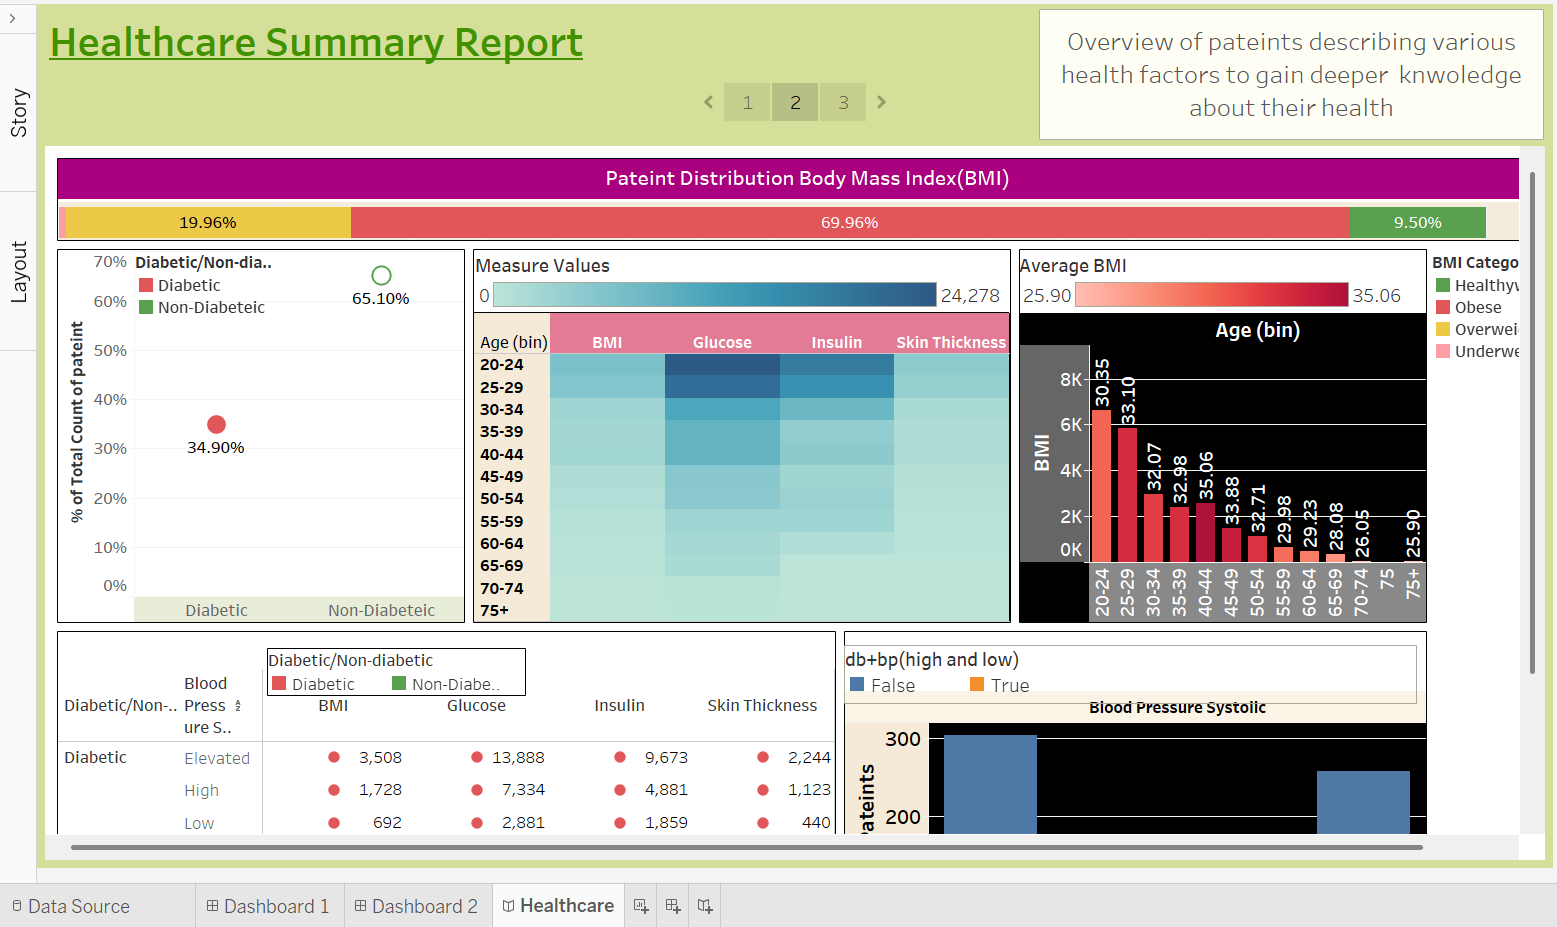 Story
Layout
Healthcare Summary Report
1 2 3
Overview of pateints describing various
health factors to gain deeper knwoledge
about their health
Pateint Distribution Body Mass Index(BMI)
19.96% 69.96% 9.50%
Diabetic/Non-dia..
Diabetic
Non-Diabeteic
% of Total Count of pateint
70%
60%
50%
40%
30%
20%
10%
0%
65.10%
34.90%
Diabetic Non-Diabeteic
Measure Values
0 24,278
Age (bin) BMI Glucose Insulin Skin Thickness
20-24
25-29
30-34
35-39
40-44
45-49
50-54
55-59
60-64
65-69
70-74
75+
Average BMI
25.90 35.06
Age (bin)
BMI
8K
6K
4K
2K
0K
30.35 33.10 32.07 32.98 35.06 33.88 32.71 29.98 29.23 28.08 26.05 25.90
20-24 25-29 30-34 35-39 40-44 45-49 50-54 55-59 60-64 65-69 70-74 75 75+
BMI Catego
Healthyw
Obese
Overwei
Underwe
Diabetic/Non-diabetic
Diabetic Non-Diabe..
Diabetic/Non-..
Blood
Press
ure S..
BMI Glucose Insulin Skin Thickness
Diabetic Elevated 3,508 13,888 9,673 2,244
High 1,728 7,334 4,881 1,123
Low 692 2,881 1,859 440
db+bp(high and low)
False True
Blood Pressure Systolic
Pateints
300
200
Data Source Dashboard 1 Dashboard 2 Healthcare